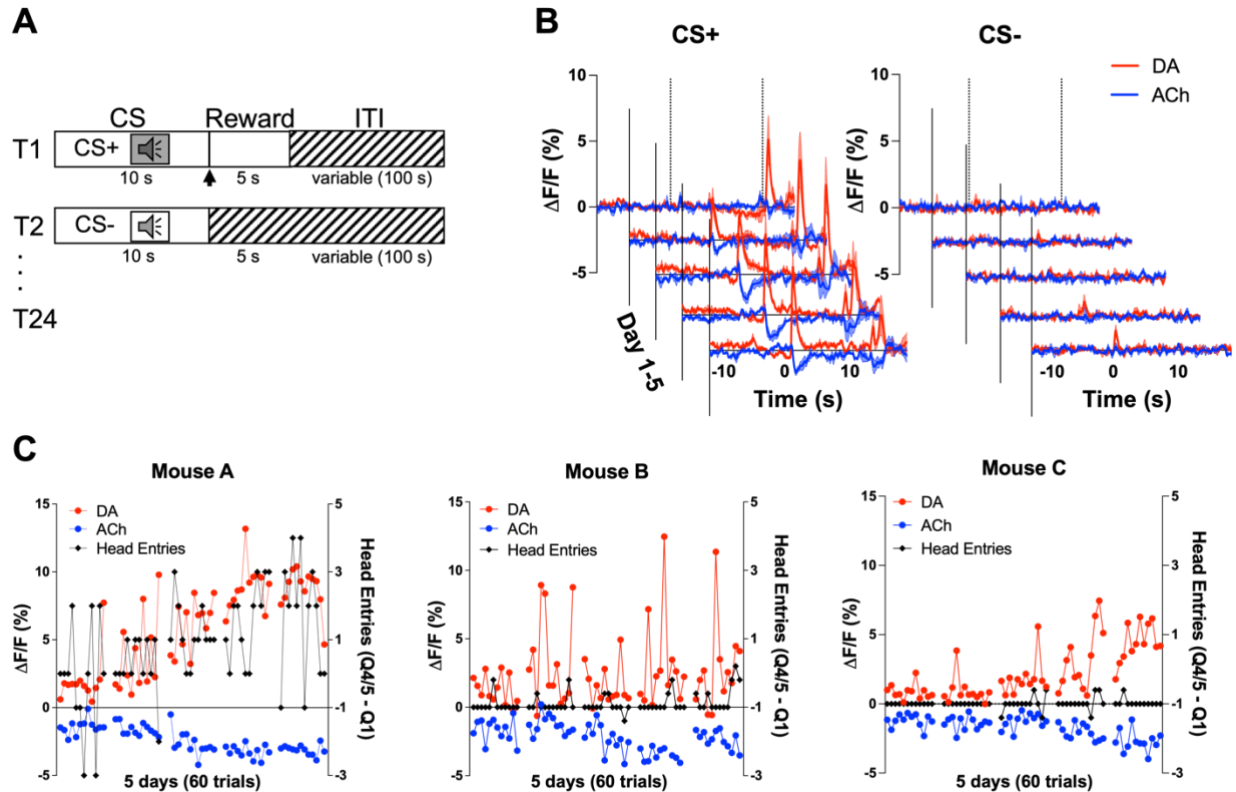 A
CS Reward ITI
T1 CS+
10 s 5 s variable (100 s)
T2 CS-
10 s 5 s variable (100 s)
T24
B
CS+ CS-
DA
ACh
ΔF/F (%)
10
5
0
-5
Day 1-5
-10 0 10
Time (s)
ΔF/F (%)
10
5
0
-5
-10 0 10
Time (s)
C
Mouse A
DA
ACh
Head Entries
ΔF/F (%)
15
10
5
0
-5
5
3
1
-1
-3
Head Entries (Q4/5 - Q1)
5 days (60 trials)
Mouse B
DA
ACh
Head Entries
ΔF/F (%)
15
10
5
0
-5
5
3
1
-1
-3
Head Entries (Q4/5 - Q1)
5 days (60 trials)
Mouse C
DA
ACh
Head Entries
ΔF/F (%)
15
10
5
0
-5
5
3
1
-1
-3
Head Entries (Q4/5 - Q1)
5 days (60 trials)